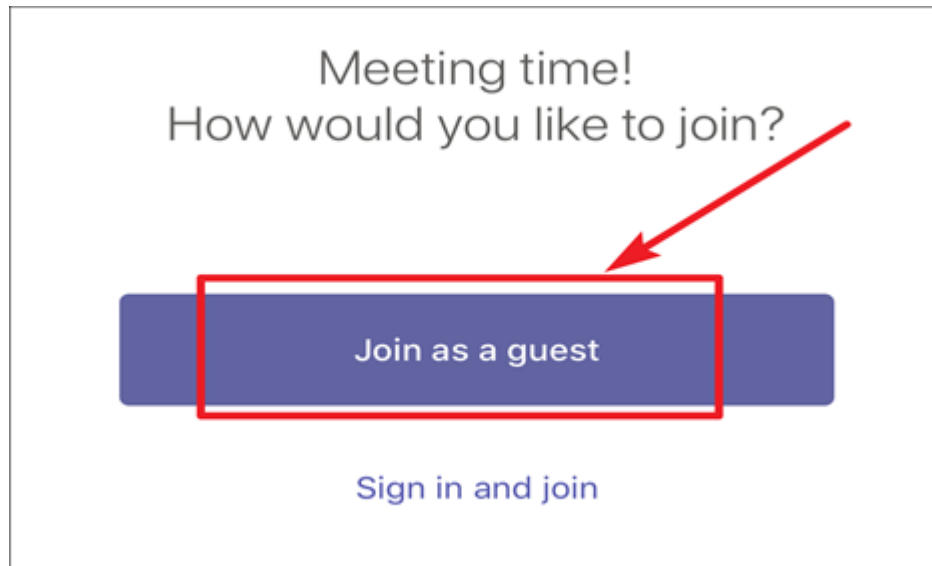 Meeting time!
How would you like to join?
Join as a guest
Sign in and join